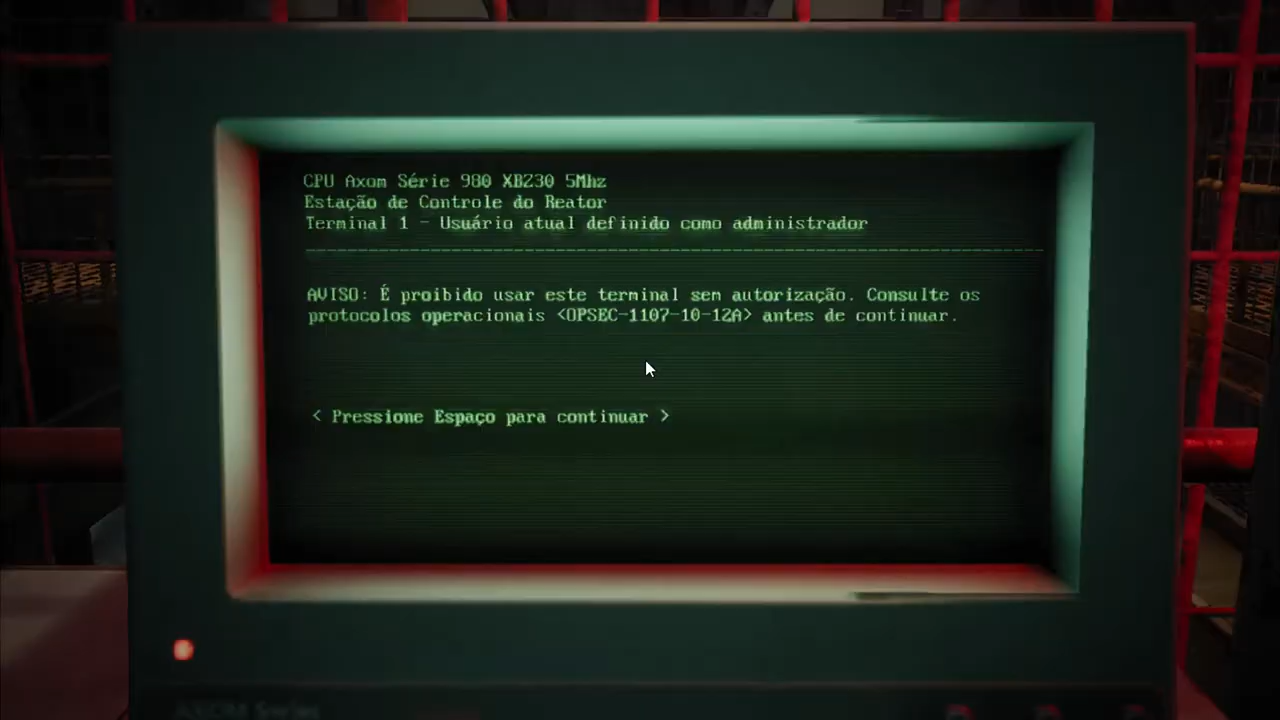 CPU Axom Série 980 XB230 5Mhz
Estação de Controle do Reator
Terminal 1 - Usuário atual definido como administrador
AVISO: É proibido usar este terminal sem autorização. Consulte os
protocolos operacionais <OPSEC-1107-10-12A> antes de continuar.
< Pressione Espaço para continuar >
AXOM Series